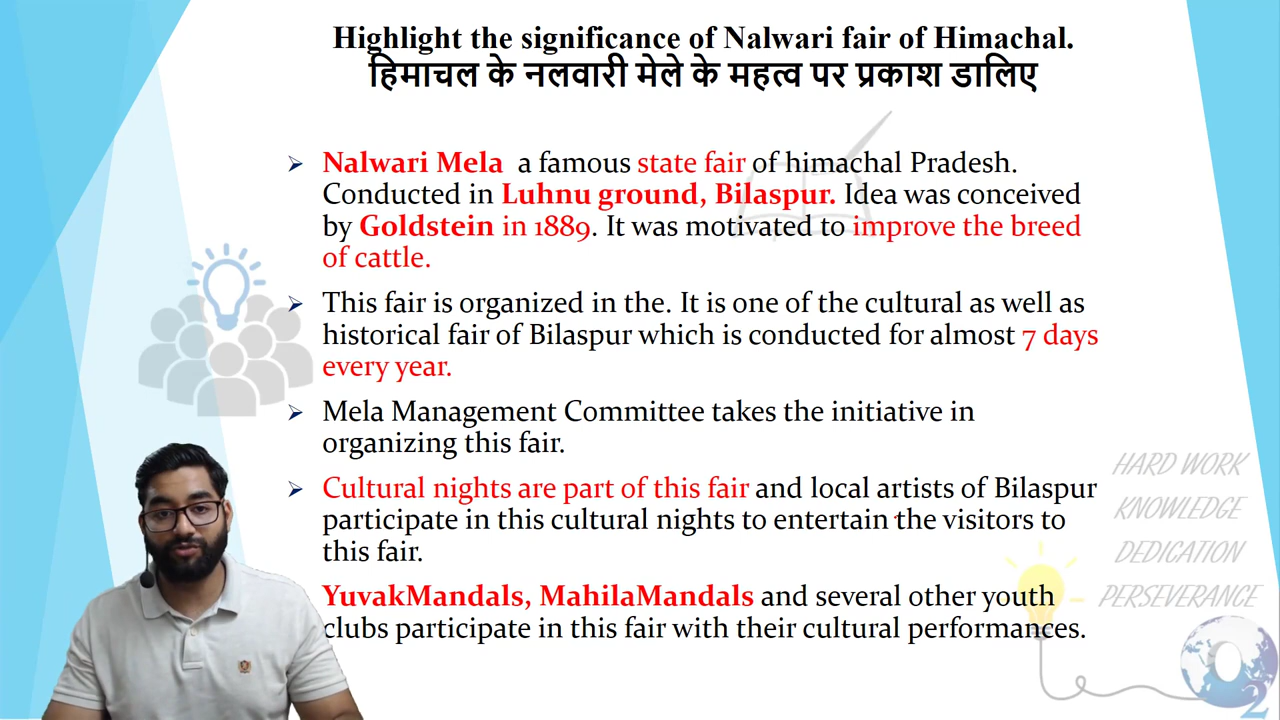 Highlight the significance of Nalwari fair of Himachal.
हिमाचल के नलवारी मेले के महत्व पर प्रकाश डालिए
Nalwari Mela a famous state fair of himachal Pradesh.
Conducted in Luhnu ground, Bilaspur. Idea was conceived
by Goldstein in 1889. It was motivated to improve the breed
of cattle.
This fair is organized in the. It is one of the cultural as well as
historical fair of Bilaspur which is conducted for almost 7 days
every year.
Mela Management Committee takes the initiative in
organizing this fair.
Cultural nights are part of this fair and local artists of Bilaspur
participate in this cultural nights to entertain the visitors to
this fair.
YuvakMandals, MahilaMandals and several other youth
clubs participate in this fair with their cultural performances.
HARD WORK
KNOWLEDGE
DEDICATION
PERSEVERANCE
O2